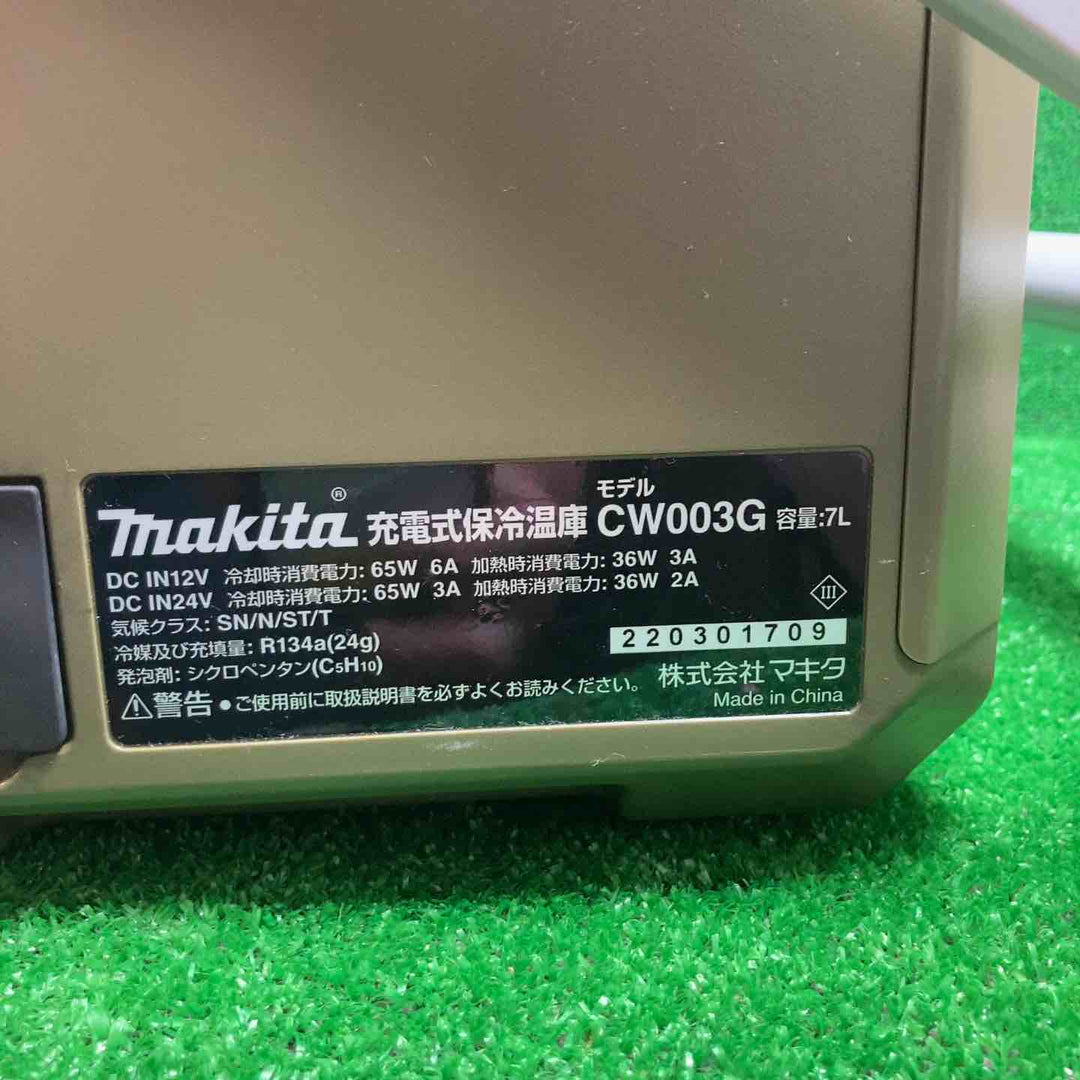 makita® 充電式保冷温庫 モデル CW003G 容量:7L
DC IN12V 冷却時消費電力: 65W 6A 加熱時消費電力: 36W 3A
DC IN24V 冷却時消費電力: 65W 3A 加熱時消費電力: 36W 2A
気候クラス: SN/N/ST/T
冷媒及び充填量: R134a(24g)
発泡剤: シクロペンタン(C5H10)
⚠警告 ●ご使用前に取扱説明書を必ずよくお読みください。
III
220301709
株式会社 マキタ
Made in China